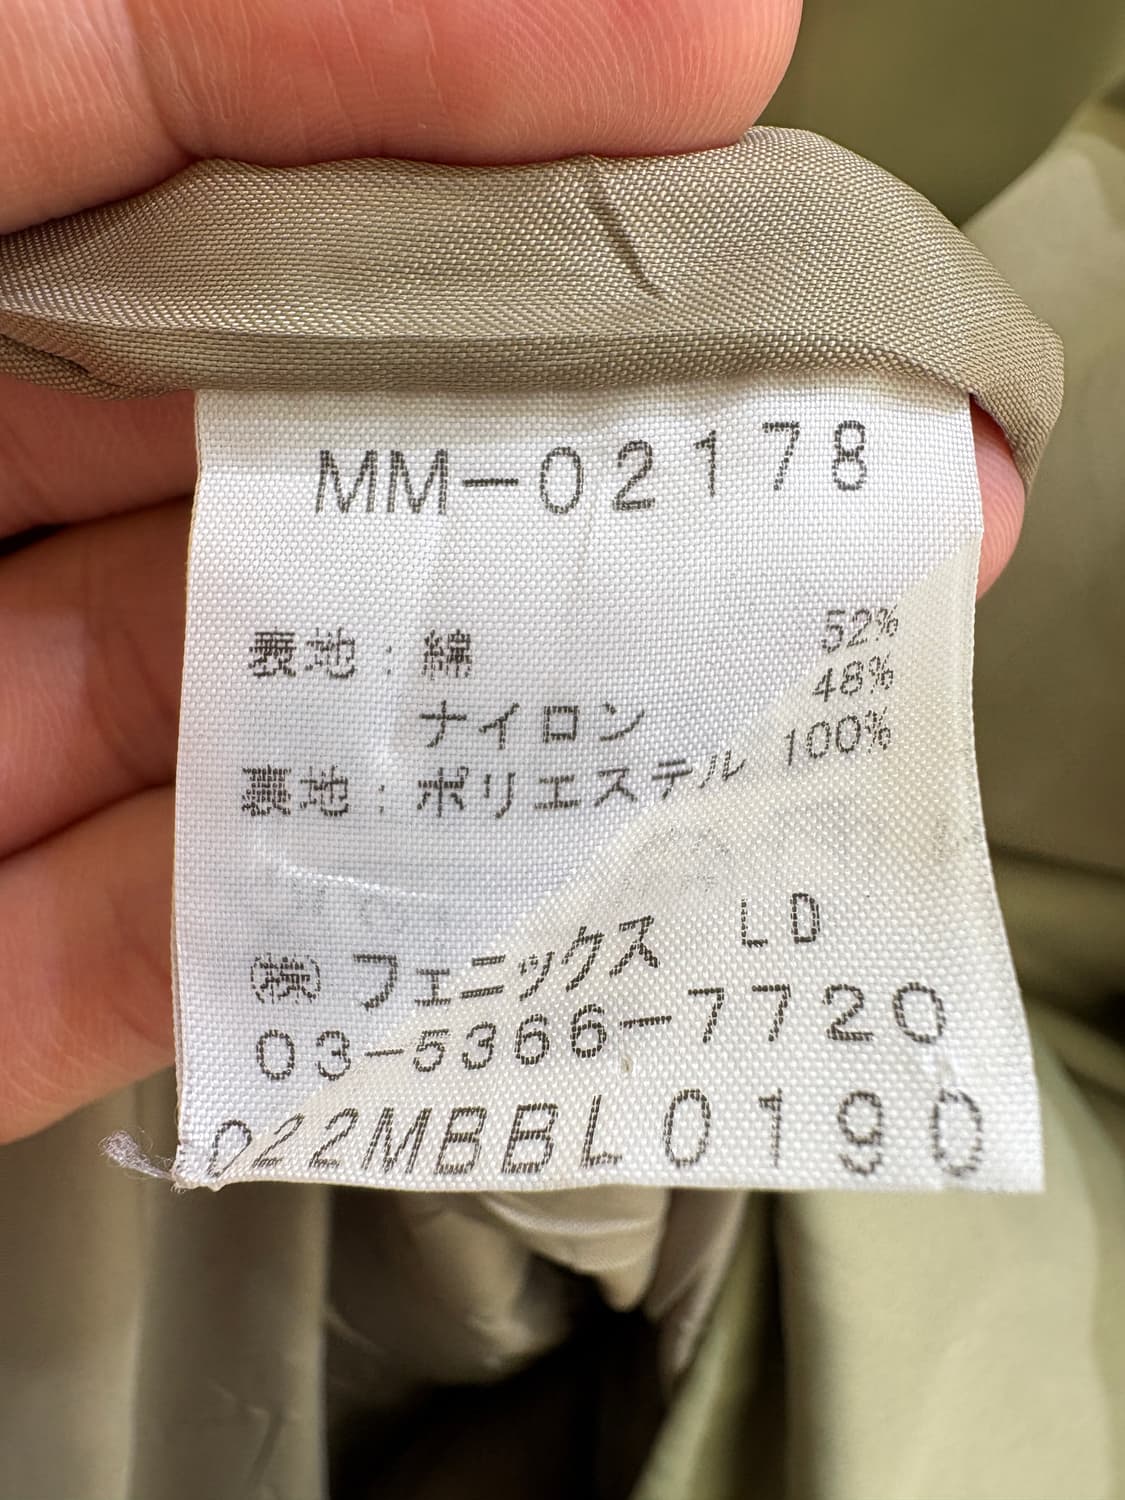 MM-02178
表地:綿 52%
ナイロン 48%
裏地:ポリエステル 100%
㈱フェニックス LD
03-5366-7720
022MBBL0190